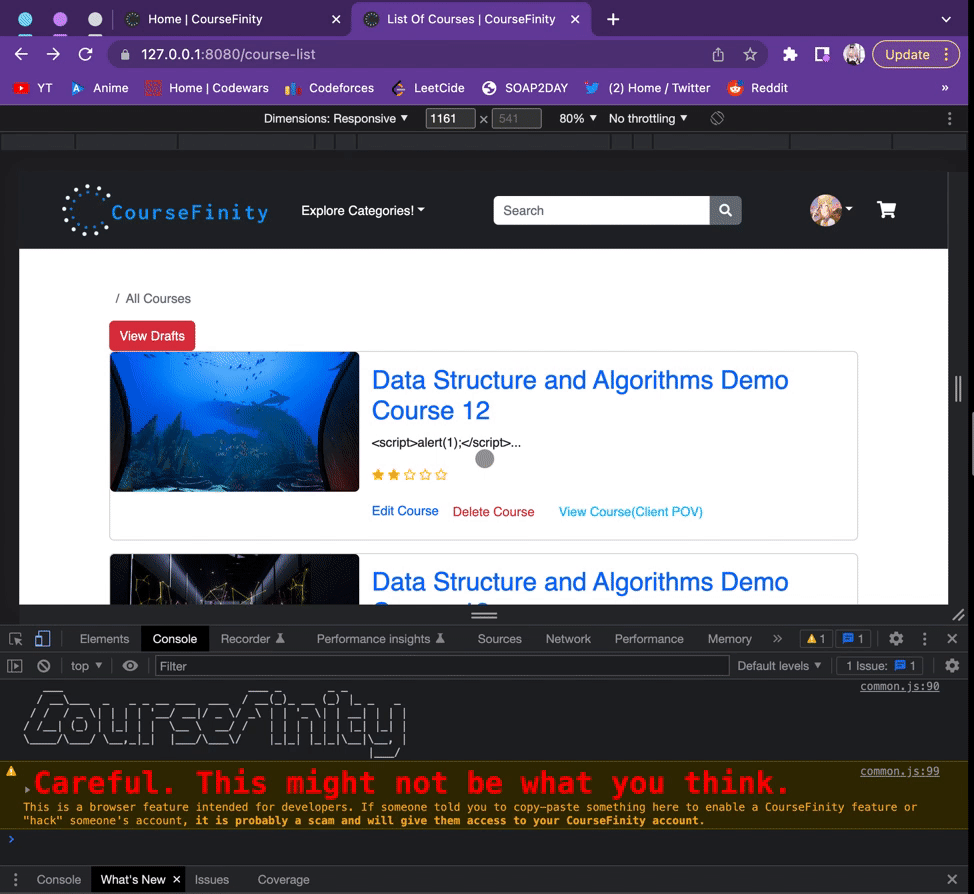 Home | CourseFinity
List Of Courses | CourseFinity
127.0.0.1:8080/course-list
Update
YT
Anime
Home | Codewars
Codeforces
LeetCide
SOAP2DAY
(2) Home / Twitter
Reddit
»
Dimensions: Responsive
1161
×
541
80%
No throttling
CourseFinity
Explore Categories!
Search
/ All Courses
View Drafts
Data Structure and Algorithms Demo
Course 12
<script>alert(1);</script>...
Edit Course
Delete Course
View Course(Client POV)
Data Structure and Algorithms Demo
Elements
Console
Recorder
Performance insights
Sources
Network
Performance
Memory
»
1
1
top
Filter
Default levels
1 Issue:
1
common.js:90
CourseFinity
Careful. This might not be what you think.
common.js:99
This is a browser feature intended for developers. If someone told you to copy-paste something here to enable a CourseFinity feature or
"hack" someone's account, it is probably a scam and will give them access to your CourseFinity account.
Console
What's New
Issues
Coverage